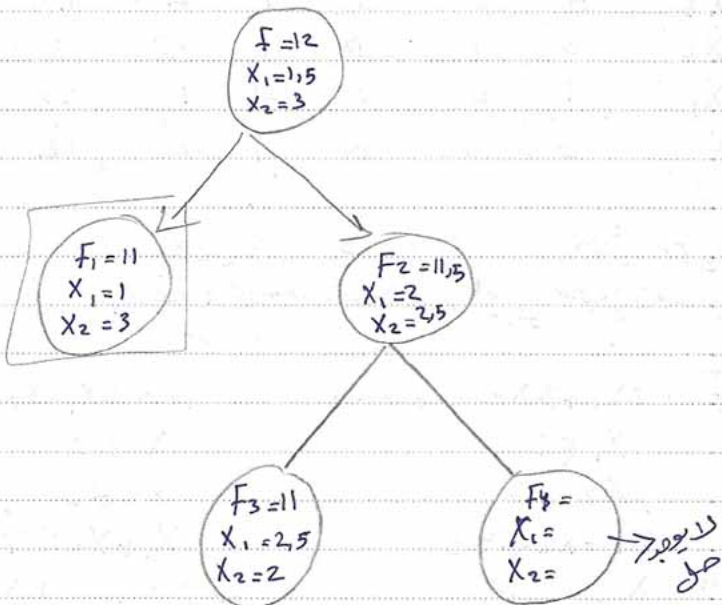 f = 12
X₁ = 1,5
X₂ = 3
F₁ = 11
X₁ = 1
X₂ = 3
F₂ = 11,5
X₁ = 2
X₂ = 2,5
F₃ = 11
X₁ = 2,5
X₂ = 2
F₄ =
X₁ =
X₂ =
لا يوجد
حل